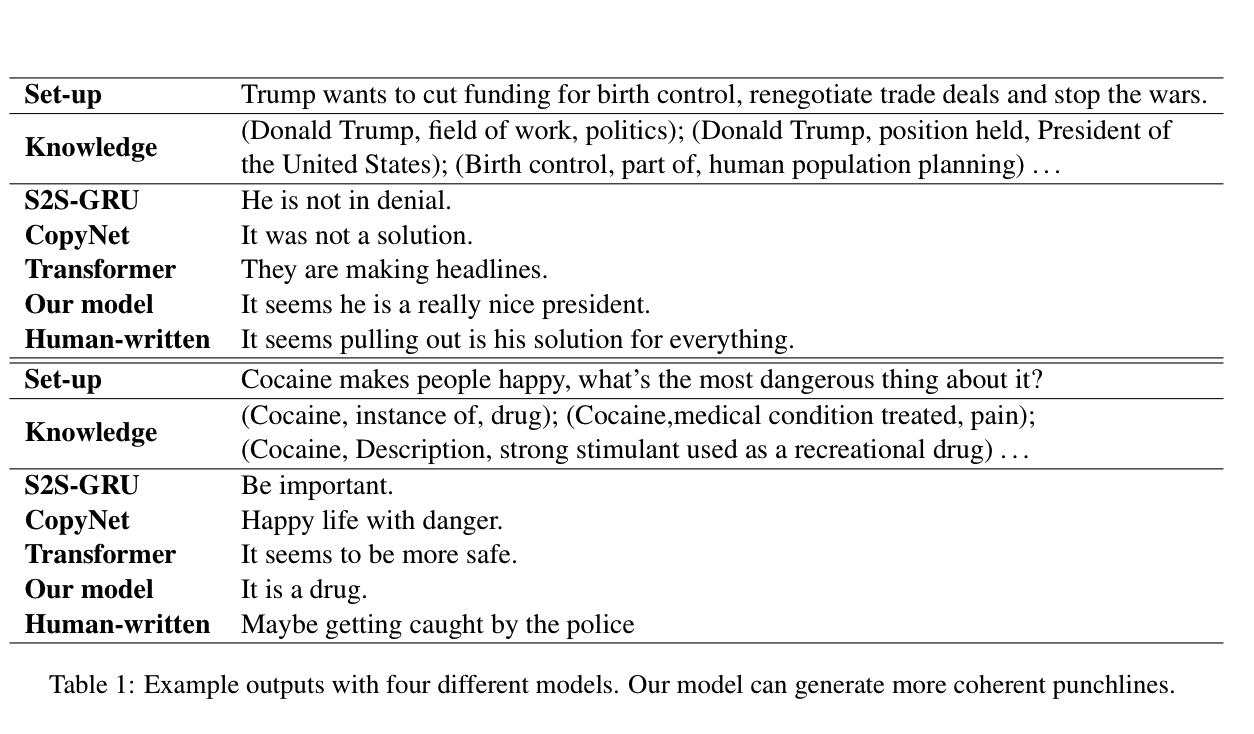 Set-up Trump wants to cut funding for birth control, renegotiate trade deals and stop the wars.
Knowledge (Donald Trump, field of work, politics); (Donald Trump, position held, President of
the United States); (Birth control, part of, human population planning) . . .
S2S-GRU He is not in denial.
CopyNet It was not a solution.
Transformer They are making headlines.
Our model It seems he is a really nice president.
Human-written It seems pulling out is his solution for everything.
Set-up Cocaine makes people happy, what’s the most dangerous thing about it?
Knowledge (Cocaine, instance of, drug); (Cocaine,medical condition treated, pain);
(Cocaine, Description, strong stimulant used as a recreational drug) . . .
S2S-GRU Be important.
CopyNet Happy life with danger.
Transformer It seems to be more safe.
Our model It is a drug.
Human-written Maybe getting caught by the police
Table 1: Example outputs with four different models. Our model can generate more coherent punchlines.